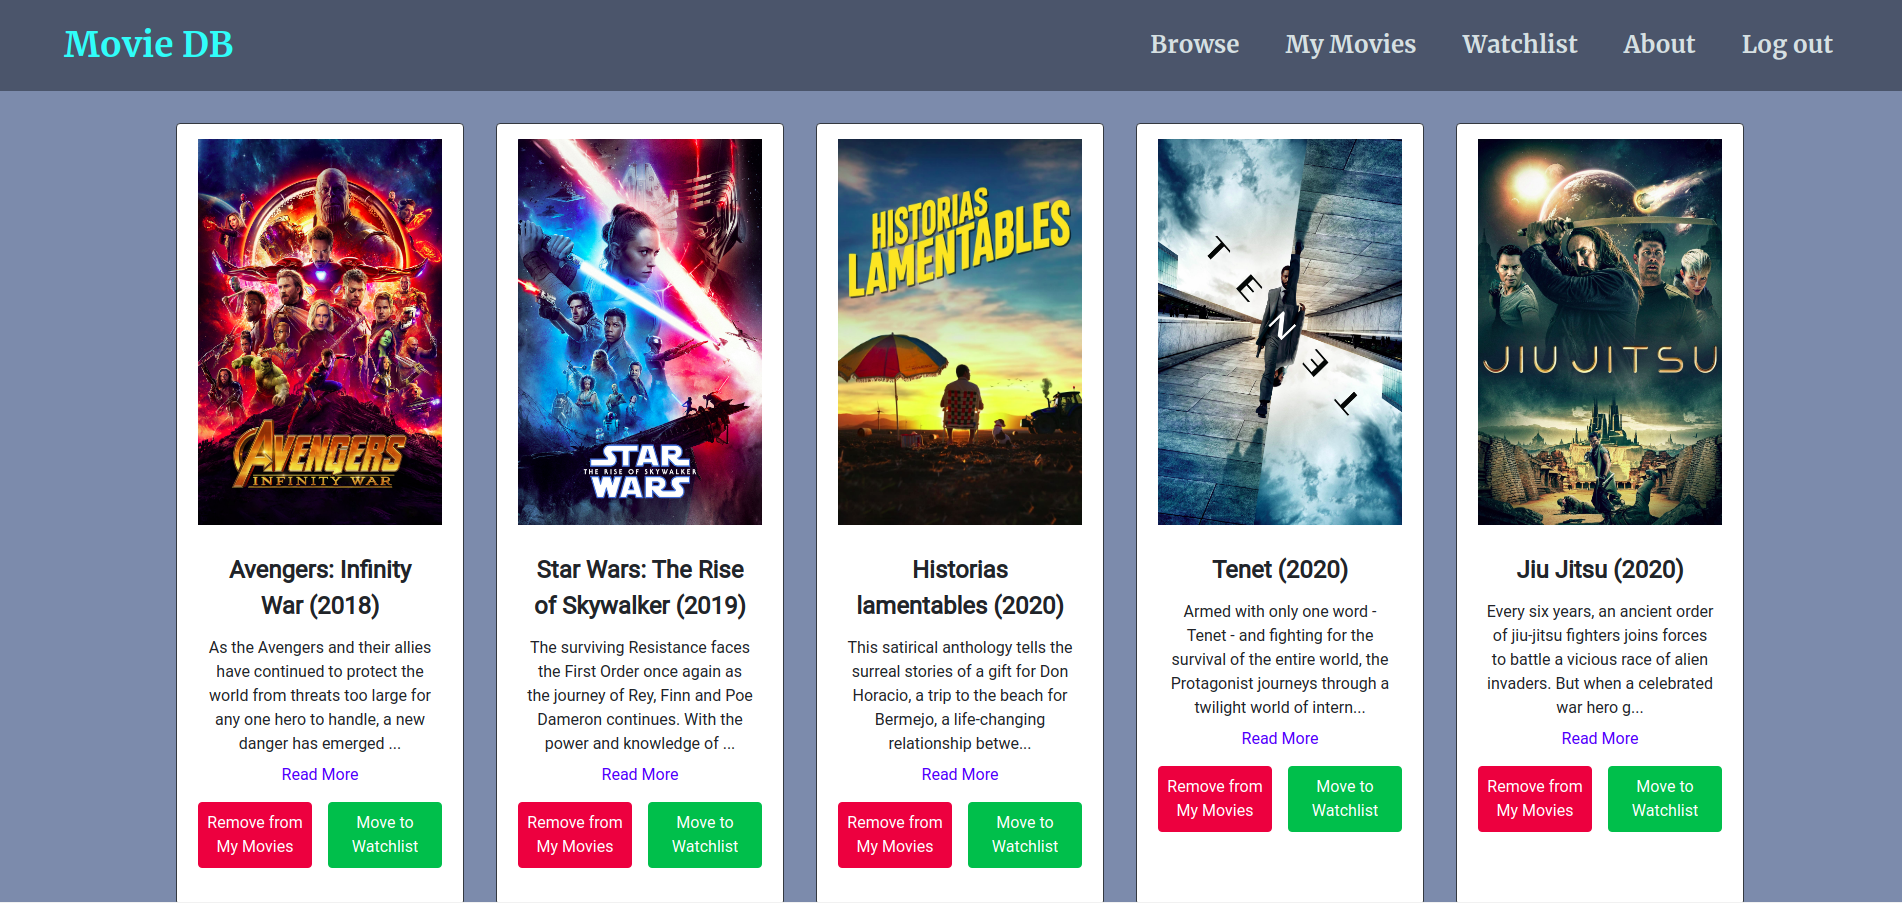 Movie DB
Browse
My Movies
Watchlist
About
Log out
AVENGERS
INFINITY WAR
Avengers: Infinity
War (2018)
As the Avengers and their allies
have continued to protect the
world from threats too large for
any one hero to handle, a new
danger has emerged ...
Read More
Remove from
My Movies
Move to
Watchlist
STAR
THE RISE OF SKYWALKER
WARS
Star Wars: The Rise
of Skywalker (2019)
The surviving Resistance faces
the First Order once again as
the journey of Rey, Finn and Poe
Dameron continues. With the
power and knowledge of ...
Read More
Remove from
My Movies
Move to
Watchlist
HISTORIAS
LAMENTABLES
Historias
lamentables (2020)
This satirical anthology tells the
surreal stories of a gift for Don
Horacio, a trip to the beach for
Bermejo, a life-changing
relationship betwe...
Read More
Remove from
My Movies
Move to
Watchlist
TENET
Tenet (2020)
Armed with only one word -
Tenet - and fighting for the
survival of the entire world, the
Protagonist journeys through a
twilight world of intern...
Read More
Remove from
My Movies
Move to
Watchlist
JIU JITSU
Jiu Jitsu (2020)
Every six years, an ancient order
of jiu-jitsu fighters joins forces
to battle a vicious race of alien
invaders. But when a celebrated
war hero g...
Read More
Remove from
My Movies
Move to
Watchlist